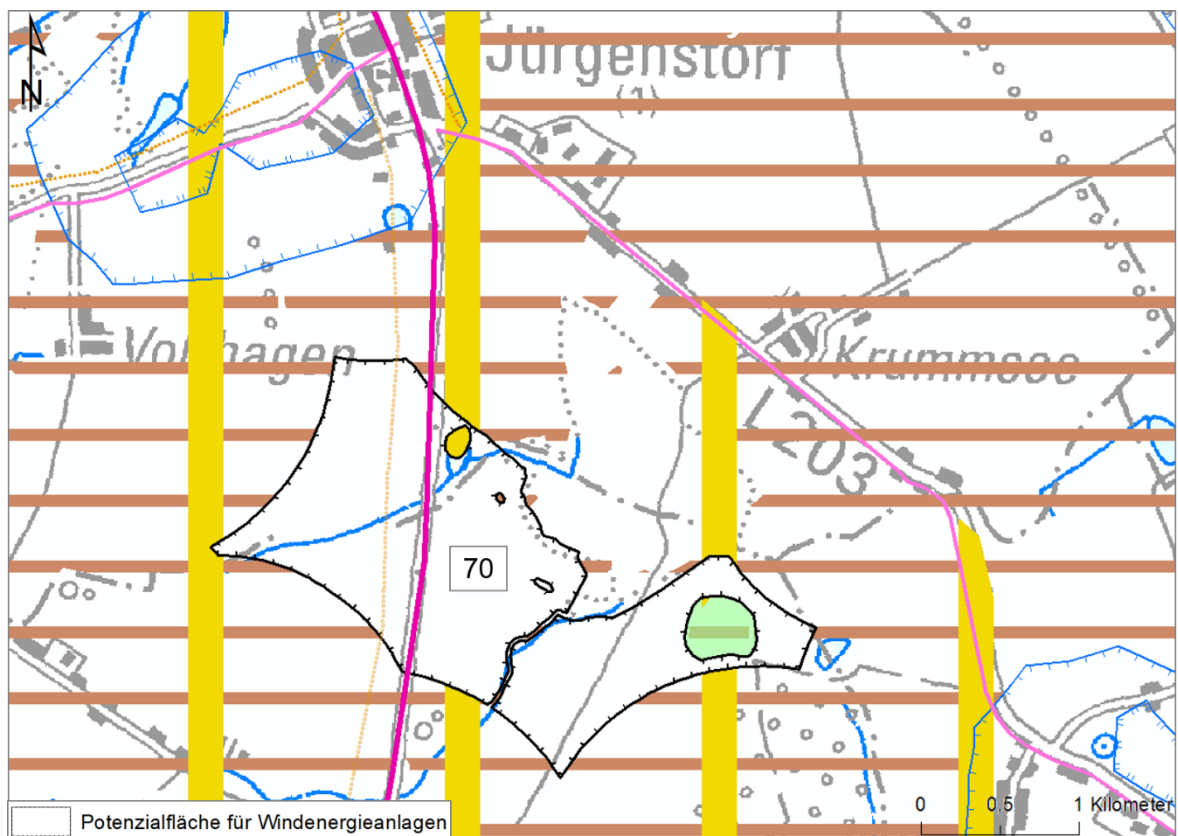 N
Jürgenstorf
(1)
Krummsee
L203
70
0 0.5 1 Kilometer
Potenzialfläche für Windenergieanlagen